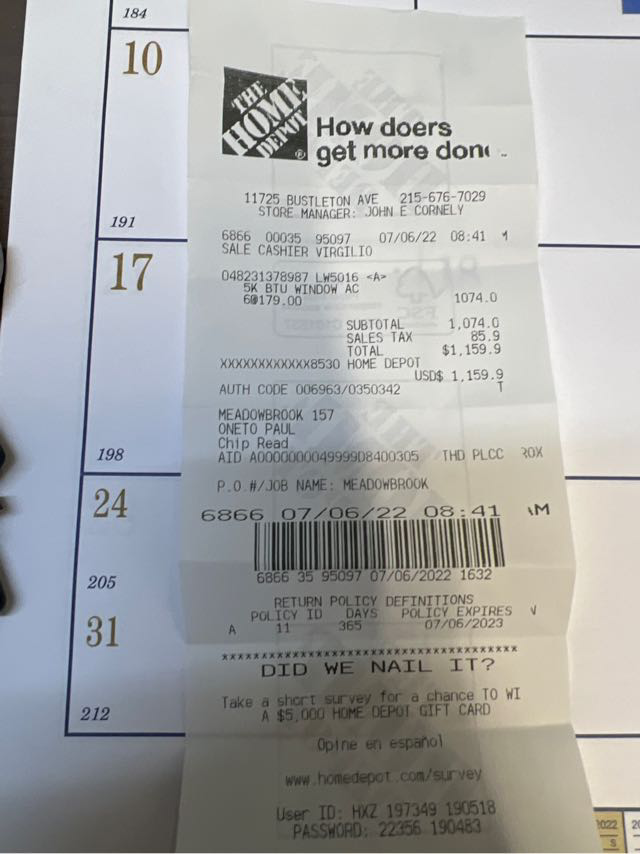 184
10
191
17
198
24
205
31
212
THE
HOME
DEPOT
®
How doers
get more done
11725 BUSTLETON AVE 215-676-7029
STORE MANAGER: JOHN E CORNELY
6866 00035 95097 07/06/22 08:41
SALE CASHIER VIRGILIO
048231378987 LW5016 <A>
5K BTU WINDOW AC
6@179.00 1074.0
SUBTOTAL 1,074.0
SALES TAX 85.9
TOTAL $1,159.9
XXXXXXXXXXXX8530 HOME DEPOT
USD$ 1,159.9
AUTH CODE 006963/0350342 T
MEADOWBROOK 157
ONETO PAUL
Chip Read
AID A0000000049999D8400305 THD PLCC
P.O.#/JOB NAME: MEADOWBROOK
6866 07/06/22 08:41 AM
6866 35 95097 07/06/2022 1632
RETURN POLICY DEFINITIONS
POLICY ID DAYS POLICY EXPIRES
A 11 365 07/06/2023
DID WE NAIL IT?
Take a short survey for a chance TO WI
A $5,000 HOME DEPOT GIFT CARD
Opine en español
www.homedepot.com/survey
User ID: HXZ 197349 190518
PASSWORD: 22356 190483
2022
S